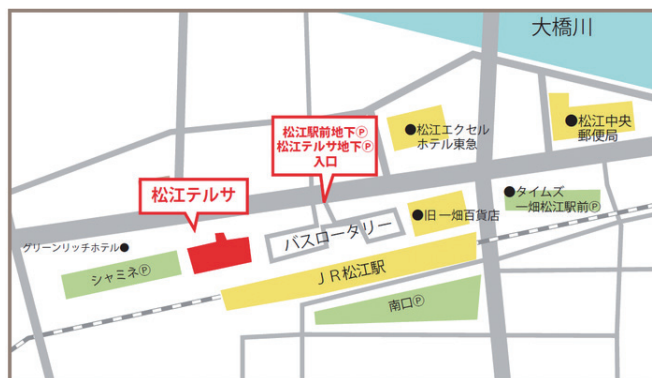 大橋川
●松江エクセル
ホテル東急
●松江中央
郵便局
松江駅前地下Ⓟ
松江テルサ地下Ⓟ
入口
松江テルサ
●タイムズ
一畑松江駅前Ⓟ
●旧一畑百貨店
バスロータリー
グリーンリッチホテル●
シャミネⓅ
JR松江駅
南口Ⓟ